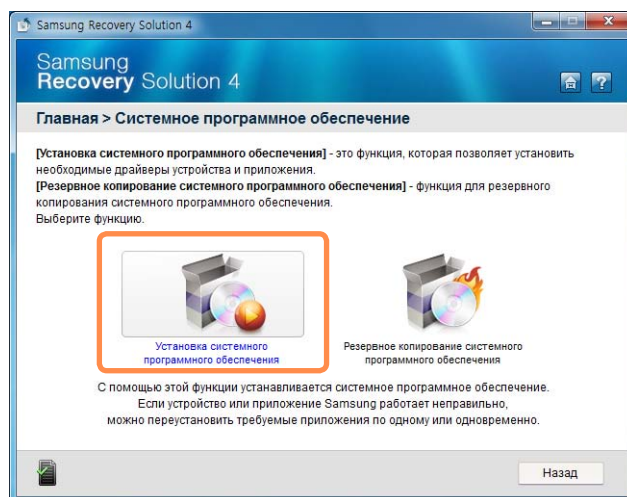 Samsung Recovery Solution 4
Samsung
Recovery Solution 4
Главная > Системное программное обеспечение
[Установка системного программного обеспечения] - это функция, которая позволяет установить
необходимые драйверы устройства и приложения.
[Резервное копирование системного программного обеспечения] - функция для резервного
копирования системного программного обеспечения.
Выберите функцию.
Установка системного
программного обеспечения
Резервное копирование системного
программного обеспечения
С помощью этой функции устанавливается системное программное обеспечение.
Если устройство или приложение Samsung работает неправильно,
можно переустановить требуемые приложения по одному или одновременно.
Назад